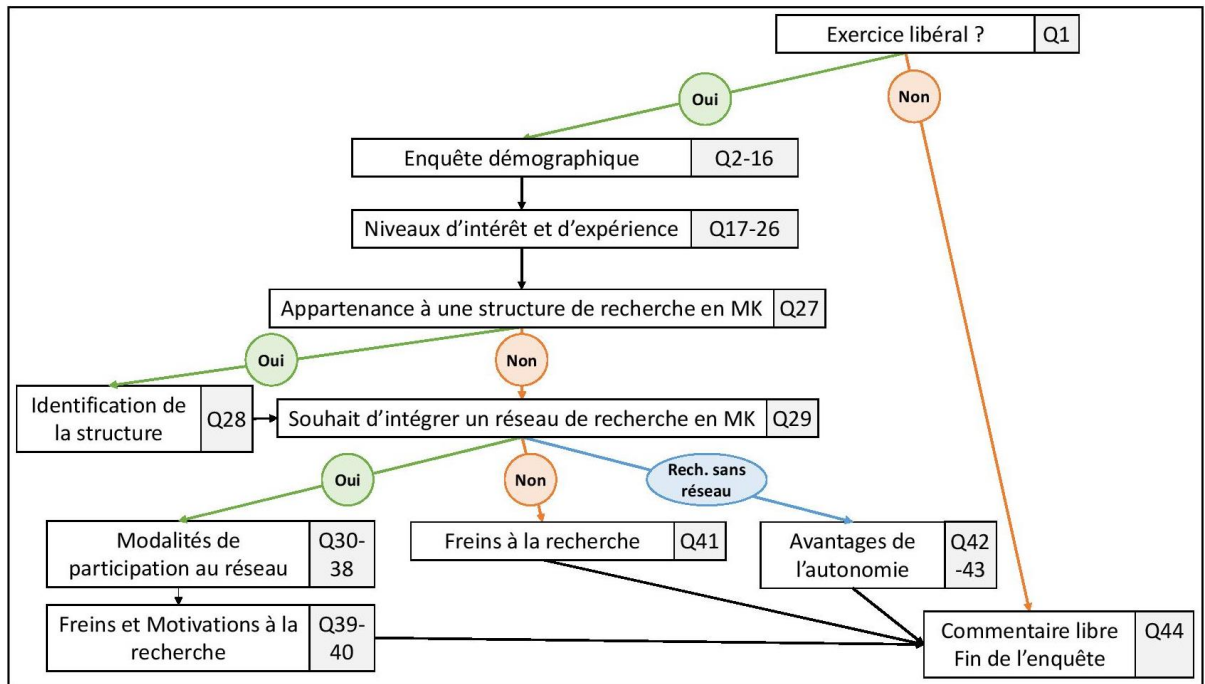 Exercice libéral ?
Q1
Oui
Non
Enquête démographique
Q2-16
Niveaux d’intérêt et d’expérience
Q17-26
Appartenance à une structure de recherche en MK
Q27
Oui
Non
Identification de
la structure
Q28
Souhait d’intégrer un réseau de recherche en MK
Q29
Oui
Non
Rech. sans
réseau
Modalités de
participation au réseau
Q30-
38
Freins à la recherche
Q41
Avantages de
l’autonomie
Q42
-43
Freins et Motivations à la
recherche
Q39-
40
Commentaire libre
Fin de l’enquête
Q44